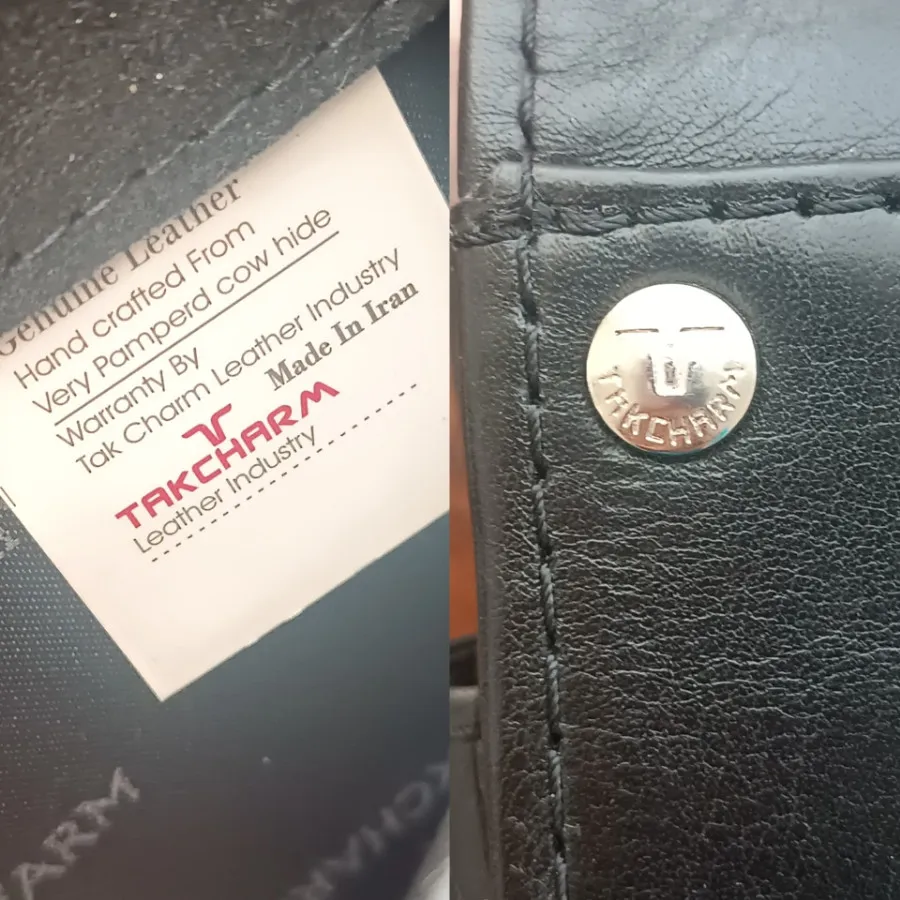 Genuine Leather
Hand crafted From
Very Pamperd cow hide
Warranty By
Tak Charm Leather Industry
Made In Iran
TAKCHARM
Leather Industry
TAKCHARM